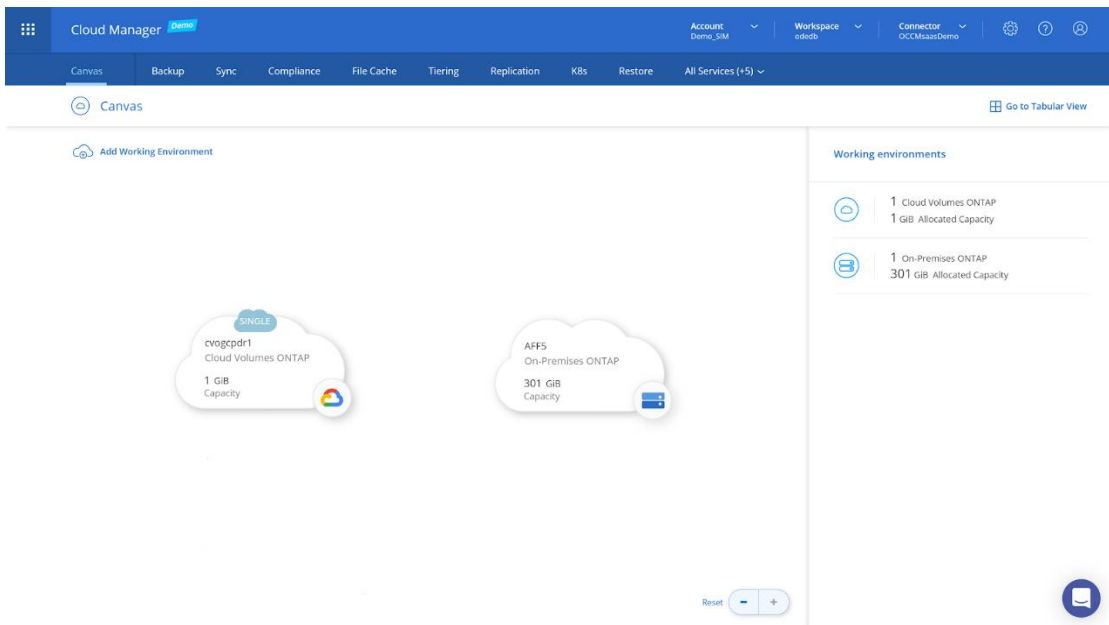 Cloud Manager Demo
Account
Demo_SIM
Workspace
odedb
Connector
OCCMsaasDemo
Canvas Backup Sync Compliance File Cache Tiering Replication K8s Restore All Services (+5)
Canvas
Go to Tabular View
Add Working Environment
SINGLE
cvogcpdr1
Cloud Volumes ONTAP
1 GiB
Capacity
AFF5
On-Premises ONTAP
301 GiB
Capacity
Reset
Working environments
1 Cloud Volumes ONTAP
1 GiB Allocated Capacity
1 On-Premises ONTAP
301 GiB Allocated Capacity